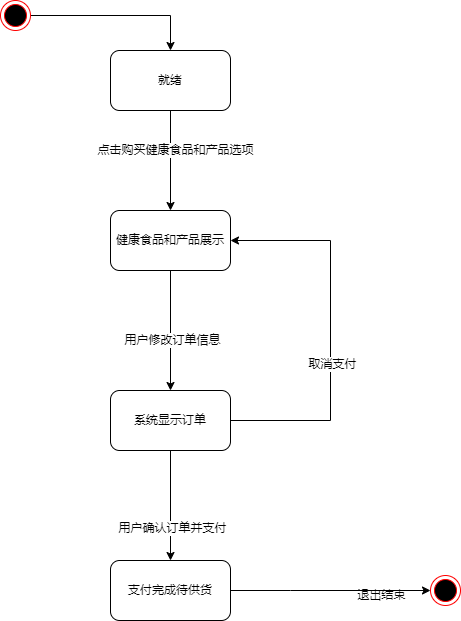 就绪
点击购买健康食品和产品选项
健康食品和产品展示
用户修改订单信息
取消支付
系统显示订单
用户确认订单并支付
支付完成待供货
退出结束